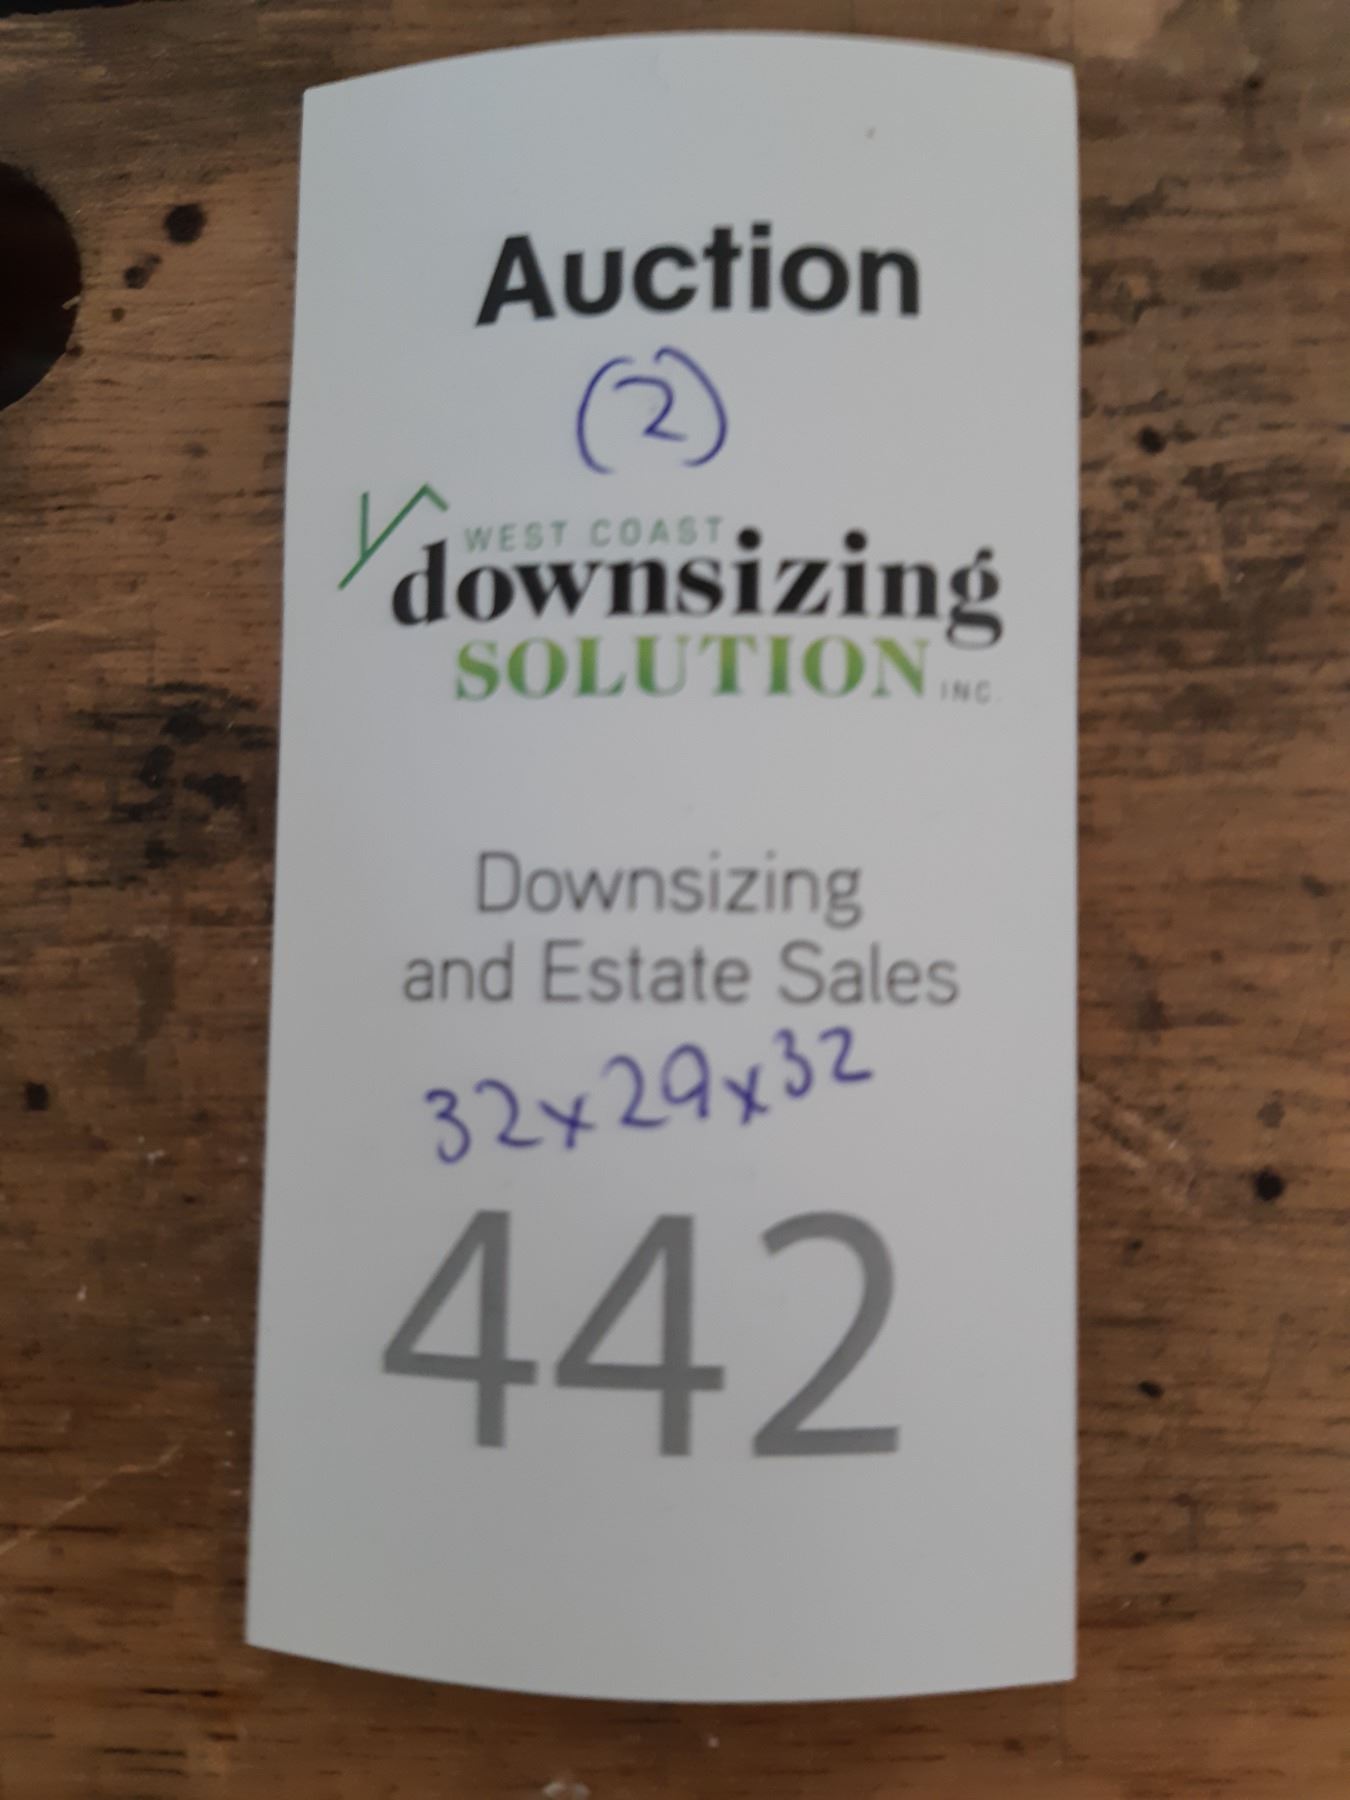 Auction
(2)
WEST COAST
downsizing
SOLUTION INC.
Downsizing
and Estate Sales
32x29x32
442